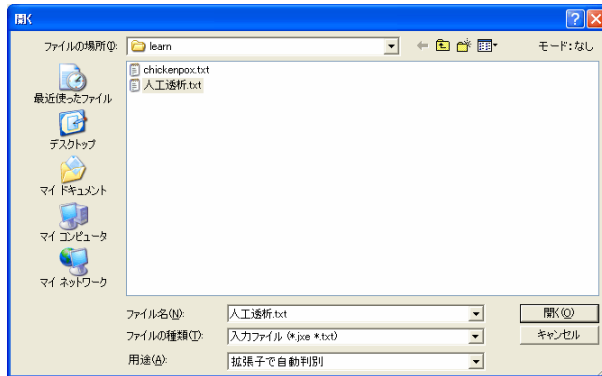 開く
ファイルの場所(I):
learn
モード:なし
chickenpox.txt
人工透析.txt
最近使ったファイル
デスクトップ
マイ ドキュメント
マイ コンピュータ
マイ ネットワーク
ファイル名(N):
人工透析.txt
開く(O)
ファイルの種類(T):
入力ファイル (*.jxe *.txt)
キャンセル
用途(A):
拡張子で自動判別